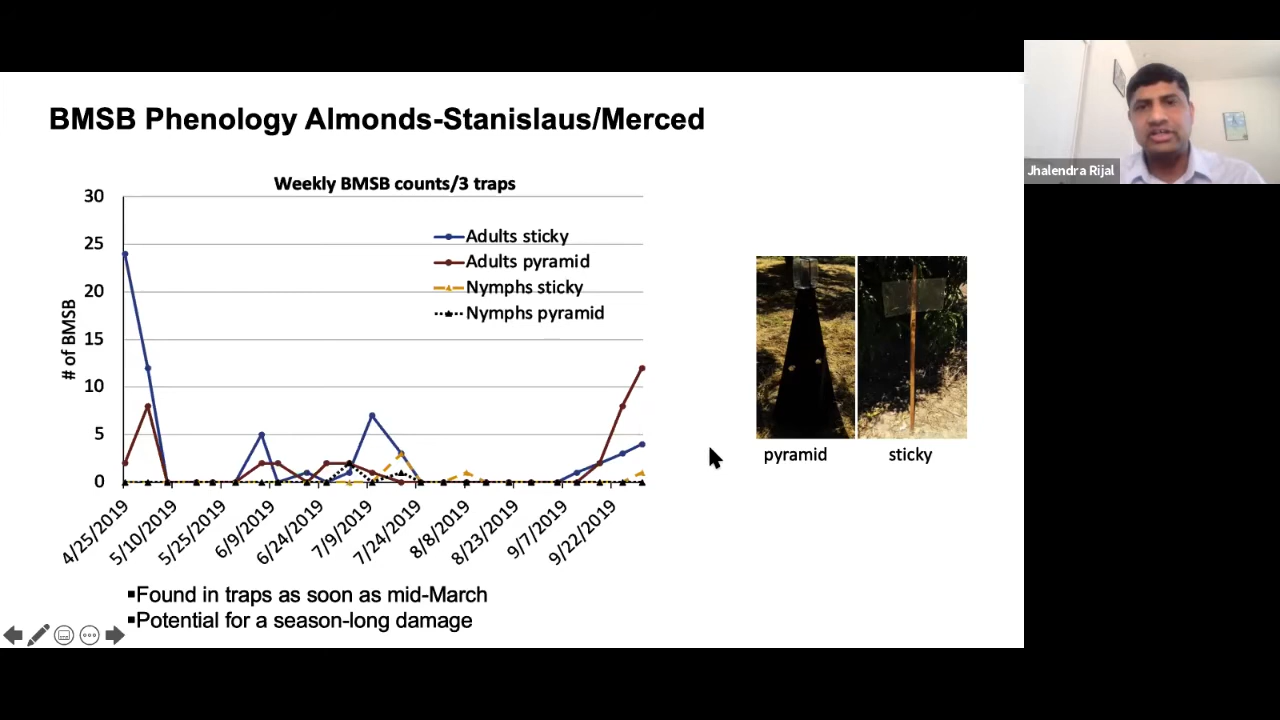 BMSB Phenology Almonds-Stanislaus/Merced
Jhalendra Rijal
Weekly BMSB counts/3 traps
# of BMSB
30
25
20
15
10
5
0
Adults sticky
Adults pyramid
Nymphs sticky
Nymphs pyramid
4/25/2019
5/10/2019
5/25/2019
6/9/2019
6/24/2019
7/9/2019
7/24/2019
8/8/2019
8/23/2019
9/7/2019
9/22/2019
pyramid
sticky
▪Found in traps as soon as mid-March
▪Potential for a season-long damage